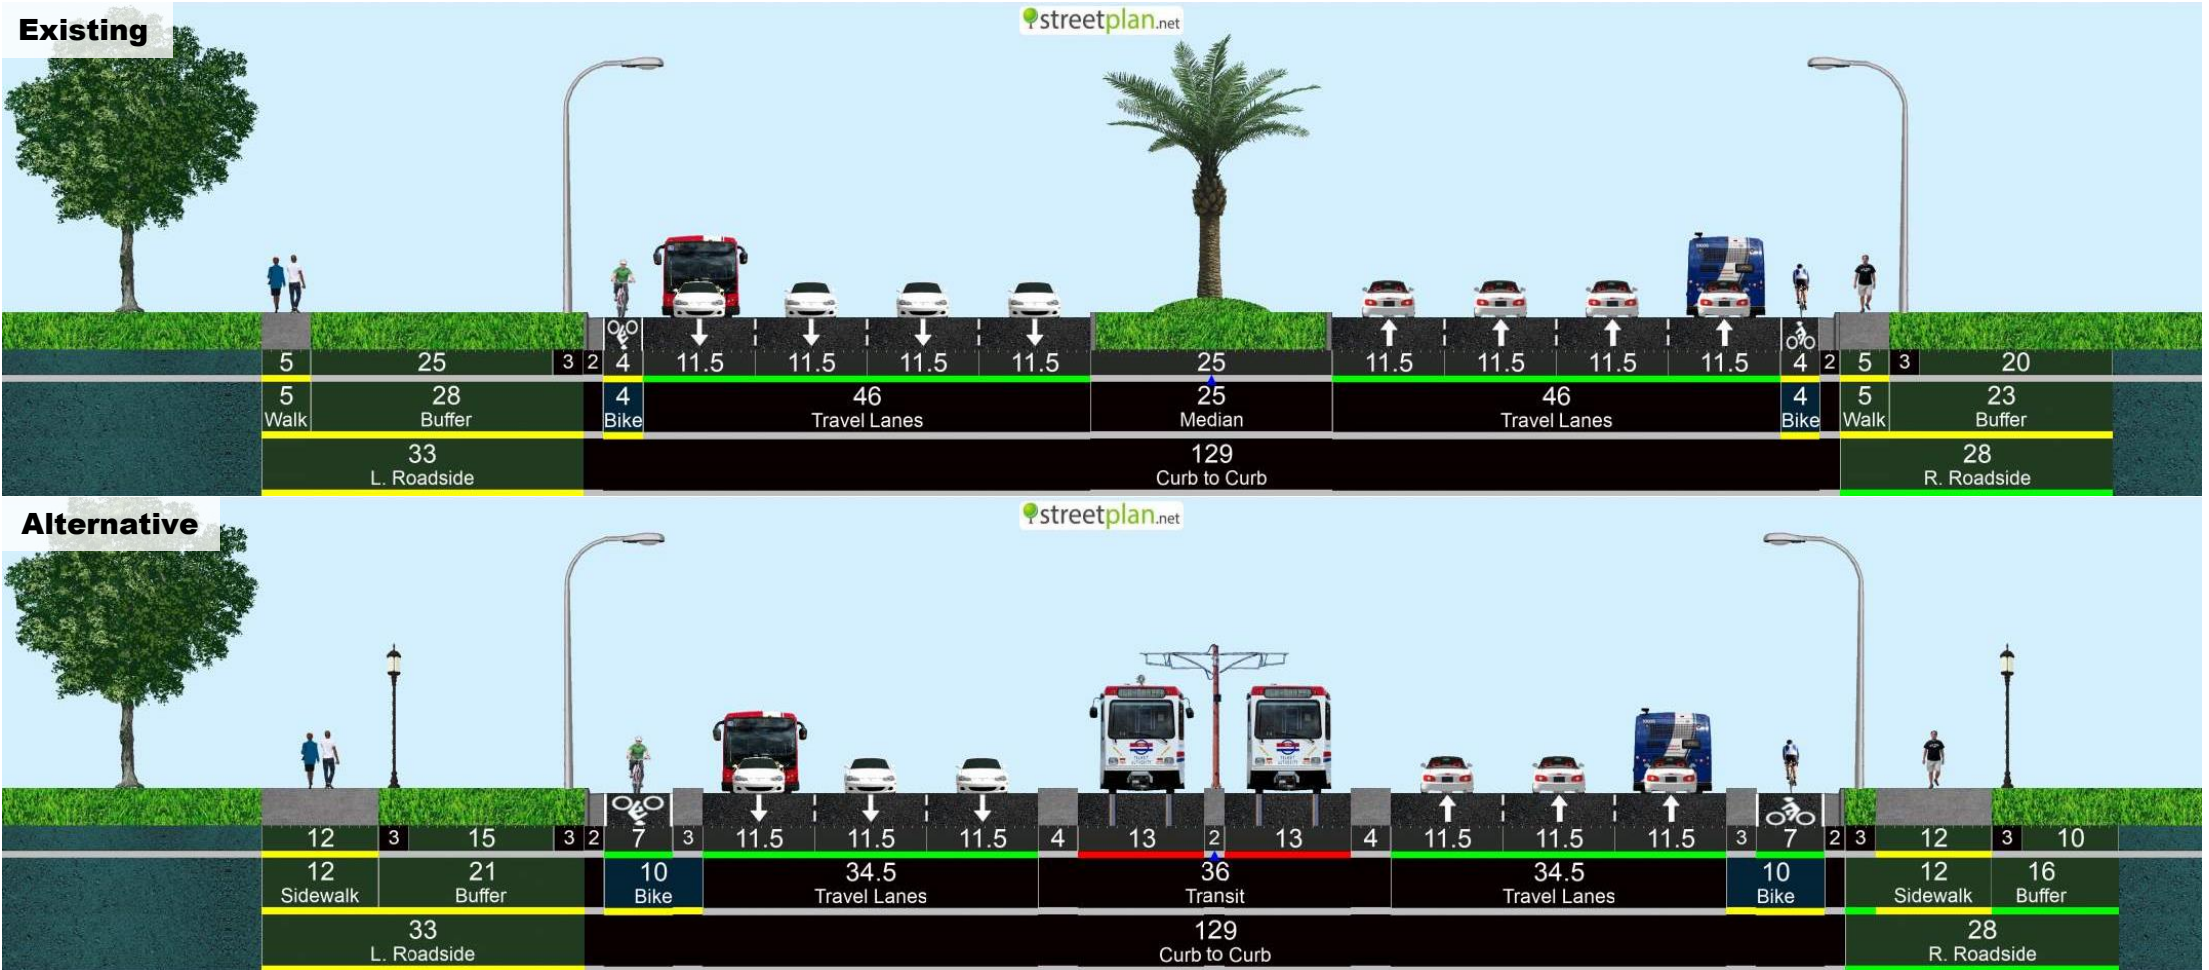 Existing
streetplan.net
5 25 3 2 4 11.5 11.5 11.5 11.5 25 11.5 11.5 11.5 11.5 4 2 5 3 20
5 28 4 46 25 46 4 5 23
Walk Buffer Bike Travel Lanes Median Travel Lanes Bike Walk Buffer
33 129 28
L. Roadside Curb to Curb R. Roadside
Alternative
streetplan.net
12 3 15 3 2 7 3 11.5 11.5 11.5 4 13 2 13 4 11.5 11.5 11.5 3 7 2 3 12 3 10
12 21 10 34.5 36 34.5 10 12 16
Sidewalk Buffer Bike Travel Lanes Transit Travel Lanes Bike Sidewalk Buffer
33 129 28
L. Roadside Curb to Curb R. Roadside